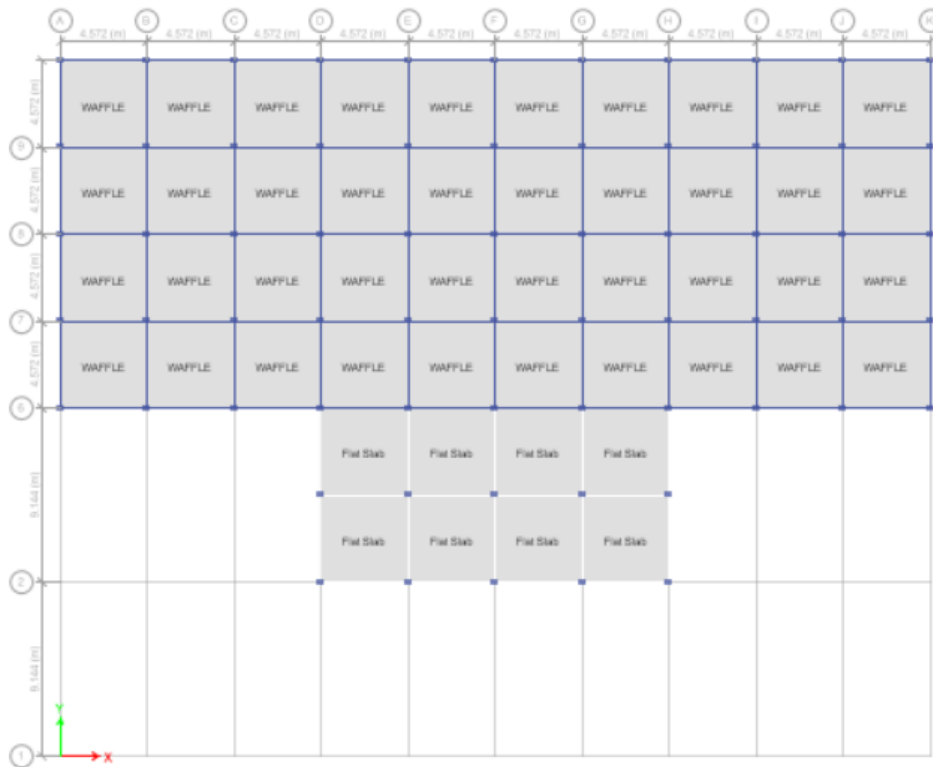 A B C D E F G H I J K
4.572 (m) 4.572 (m) 4.572 (m) 4.572 (m) 4.572 (m) 4.572 (m) 4.572 (m) 4.572 (m) 4.572 (m) 4.572 (m)
4.572 (m) WAFFLE WAFFLE WAFFLE WAFFLE WAFFLE WAFFLE WAFFLE WAFFLE WAFFLE WAFFLE
9
4.572 (m) WAFFLE WAFFLE WAFFLE WAFFLE WAFFLE WAFFLE WAFFLE WAFFLE WAFFLE WAFFLE
8
4.572 (m) WAFFLE WAFFLE WAFFLE WAFFLE WAFFLE WAFFLE WAFFLE WAFFLE WAFFLE WAFFLE
7
4.572 (m) WAFFLE WAFFLE WAFFLE WAFFLE WAFFLE WAFFLE WAFFLE WAFFLE WAFFLE WAFFLE
6
Flat Slab Flat Slab Flat Slab Flat Slab
9.144 (m)
Flat Slab Flat Slab Flat Slab Flat Slab
2
9.144 (m)
Y
X
1